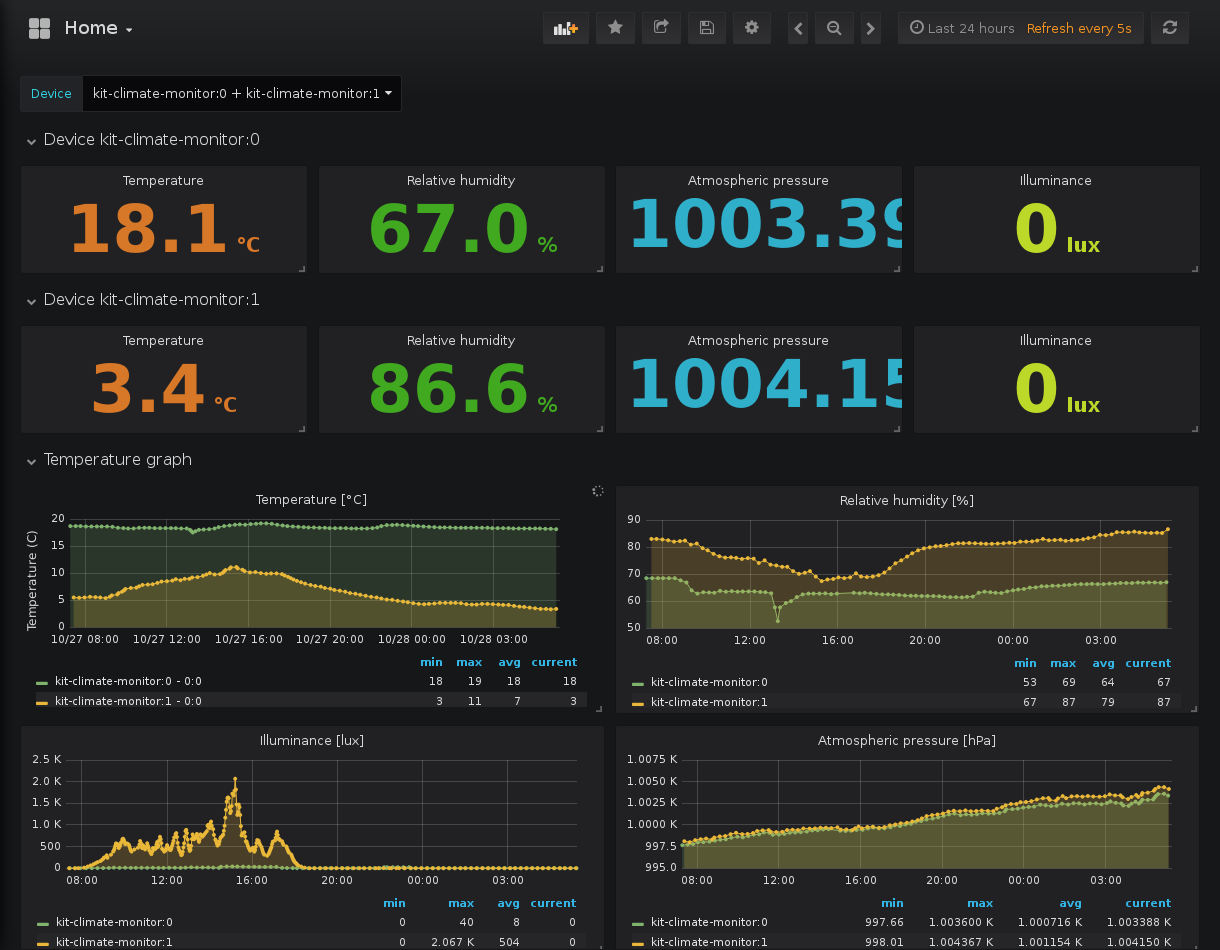 Home
Last 24 hours Refresh every 5s
Device kit-climate-monitor:0 + kit-climate-monitor:1
Device kit-climate-monitor:0
Temperature Relative humidity Atmospheric pressure Illuminance
18.1 °C 67.0 % 1003.39 0 lux
Device kit-climate-monitor:1
Temperature Relative humidity Atmospheric pressure Illuminance
3.4 °C 86.6 % 1004.15 0 lux
Temperature graph
Temperature [°C]
Temperature (C)
20
15
10
5
0
10/27 08:00 10/27 12:00 10/27 16:00 10/27 20:00 10/28 00:00 10/28 03:00
min max avg current
kit-climate-monitor:0 - 0:0 18 19 18 18
kit-climate-monitor:1 - 0:0 3 11 7 3
Relative humidity [%]
90
80
70
60
50
08:00 12:00 16:00 20:00 00:00 03:00
min max avg current
kit-climate-monitor:0 53 69 64 67
kit-climate-monitor:1 67 87 79 87
Illuminance [lux]
2.5 K
2.0 K
1.5 K
1.0 K
500
0
08:00 12:00 16:00 20:00 00:00 03:00
min max avg current
kit-climate-monitor:0 0 40 8 0
kit-climate-monitor:1 0 2.067 K 504 0
Atmospheric pressure [hPa]
1.0075 K
1.0050 K
1.0025 K
1.0000 K
997.5
995.0
08:00 12:00 16:00 20:00 00:00 03:00
min max avg current
kit-climate-monitor:0 997.66 1.003600 K 1.000716 K 1.003388 K
kit-climate-monitor:1 998.01 1.004367 K 1.001154 K 1.004150 K